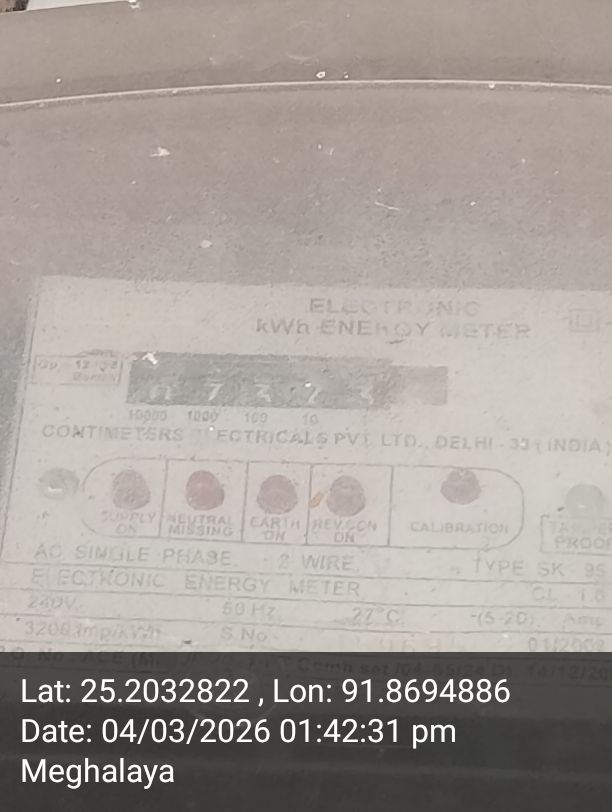 ELECTRONIC
kWh ENERGY METER
10000 1000 100 10
CONTIMETERS ELECTRICALS PVT. LTD., DELHI - 33 (INDIA)
SUPPLY ON
NEUTRAL MISSING
EARTH ON
REV.CON ON
CALIBRATION
PROOF
AC SINGLE PHASE 2 WIRE TYPE SK 95
ELECTRONIC ENERGY METER CL 1.0
240V 50 Hz 27°C -(5-20) Amp
3200 Imp/kWh S.No. 01/2008
Lat: 25.2032822 , Lon: 91.8694886
Date: 04/03/2026 01:42:31 pm
Meghalaya